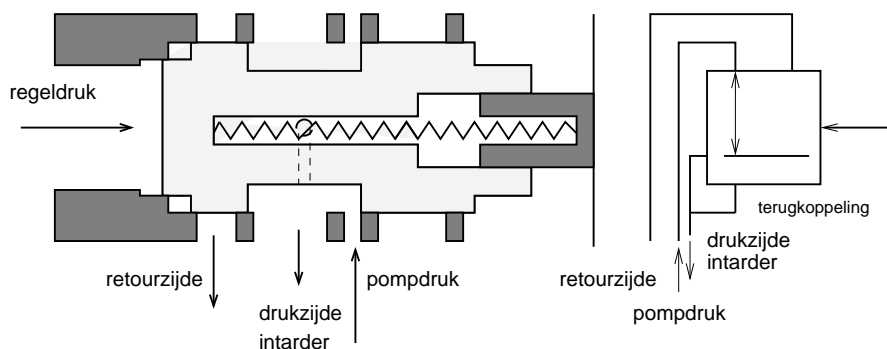 regeldruk
retourzijde
drukzijde
intarder
pompdruk
terugkoppeling
drukzijde
intarder
retourzijde
pompdruk